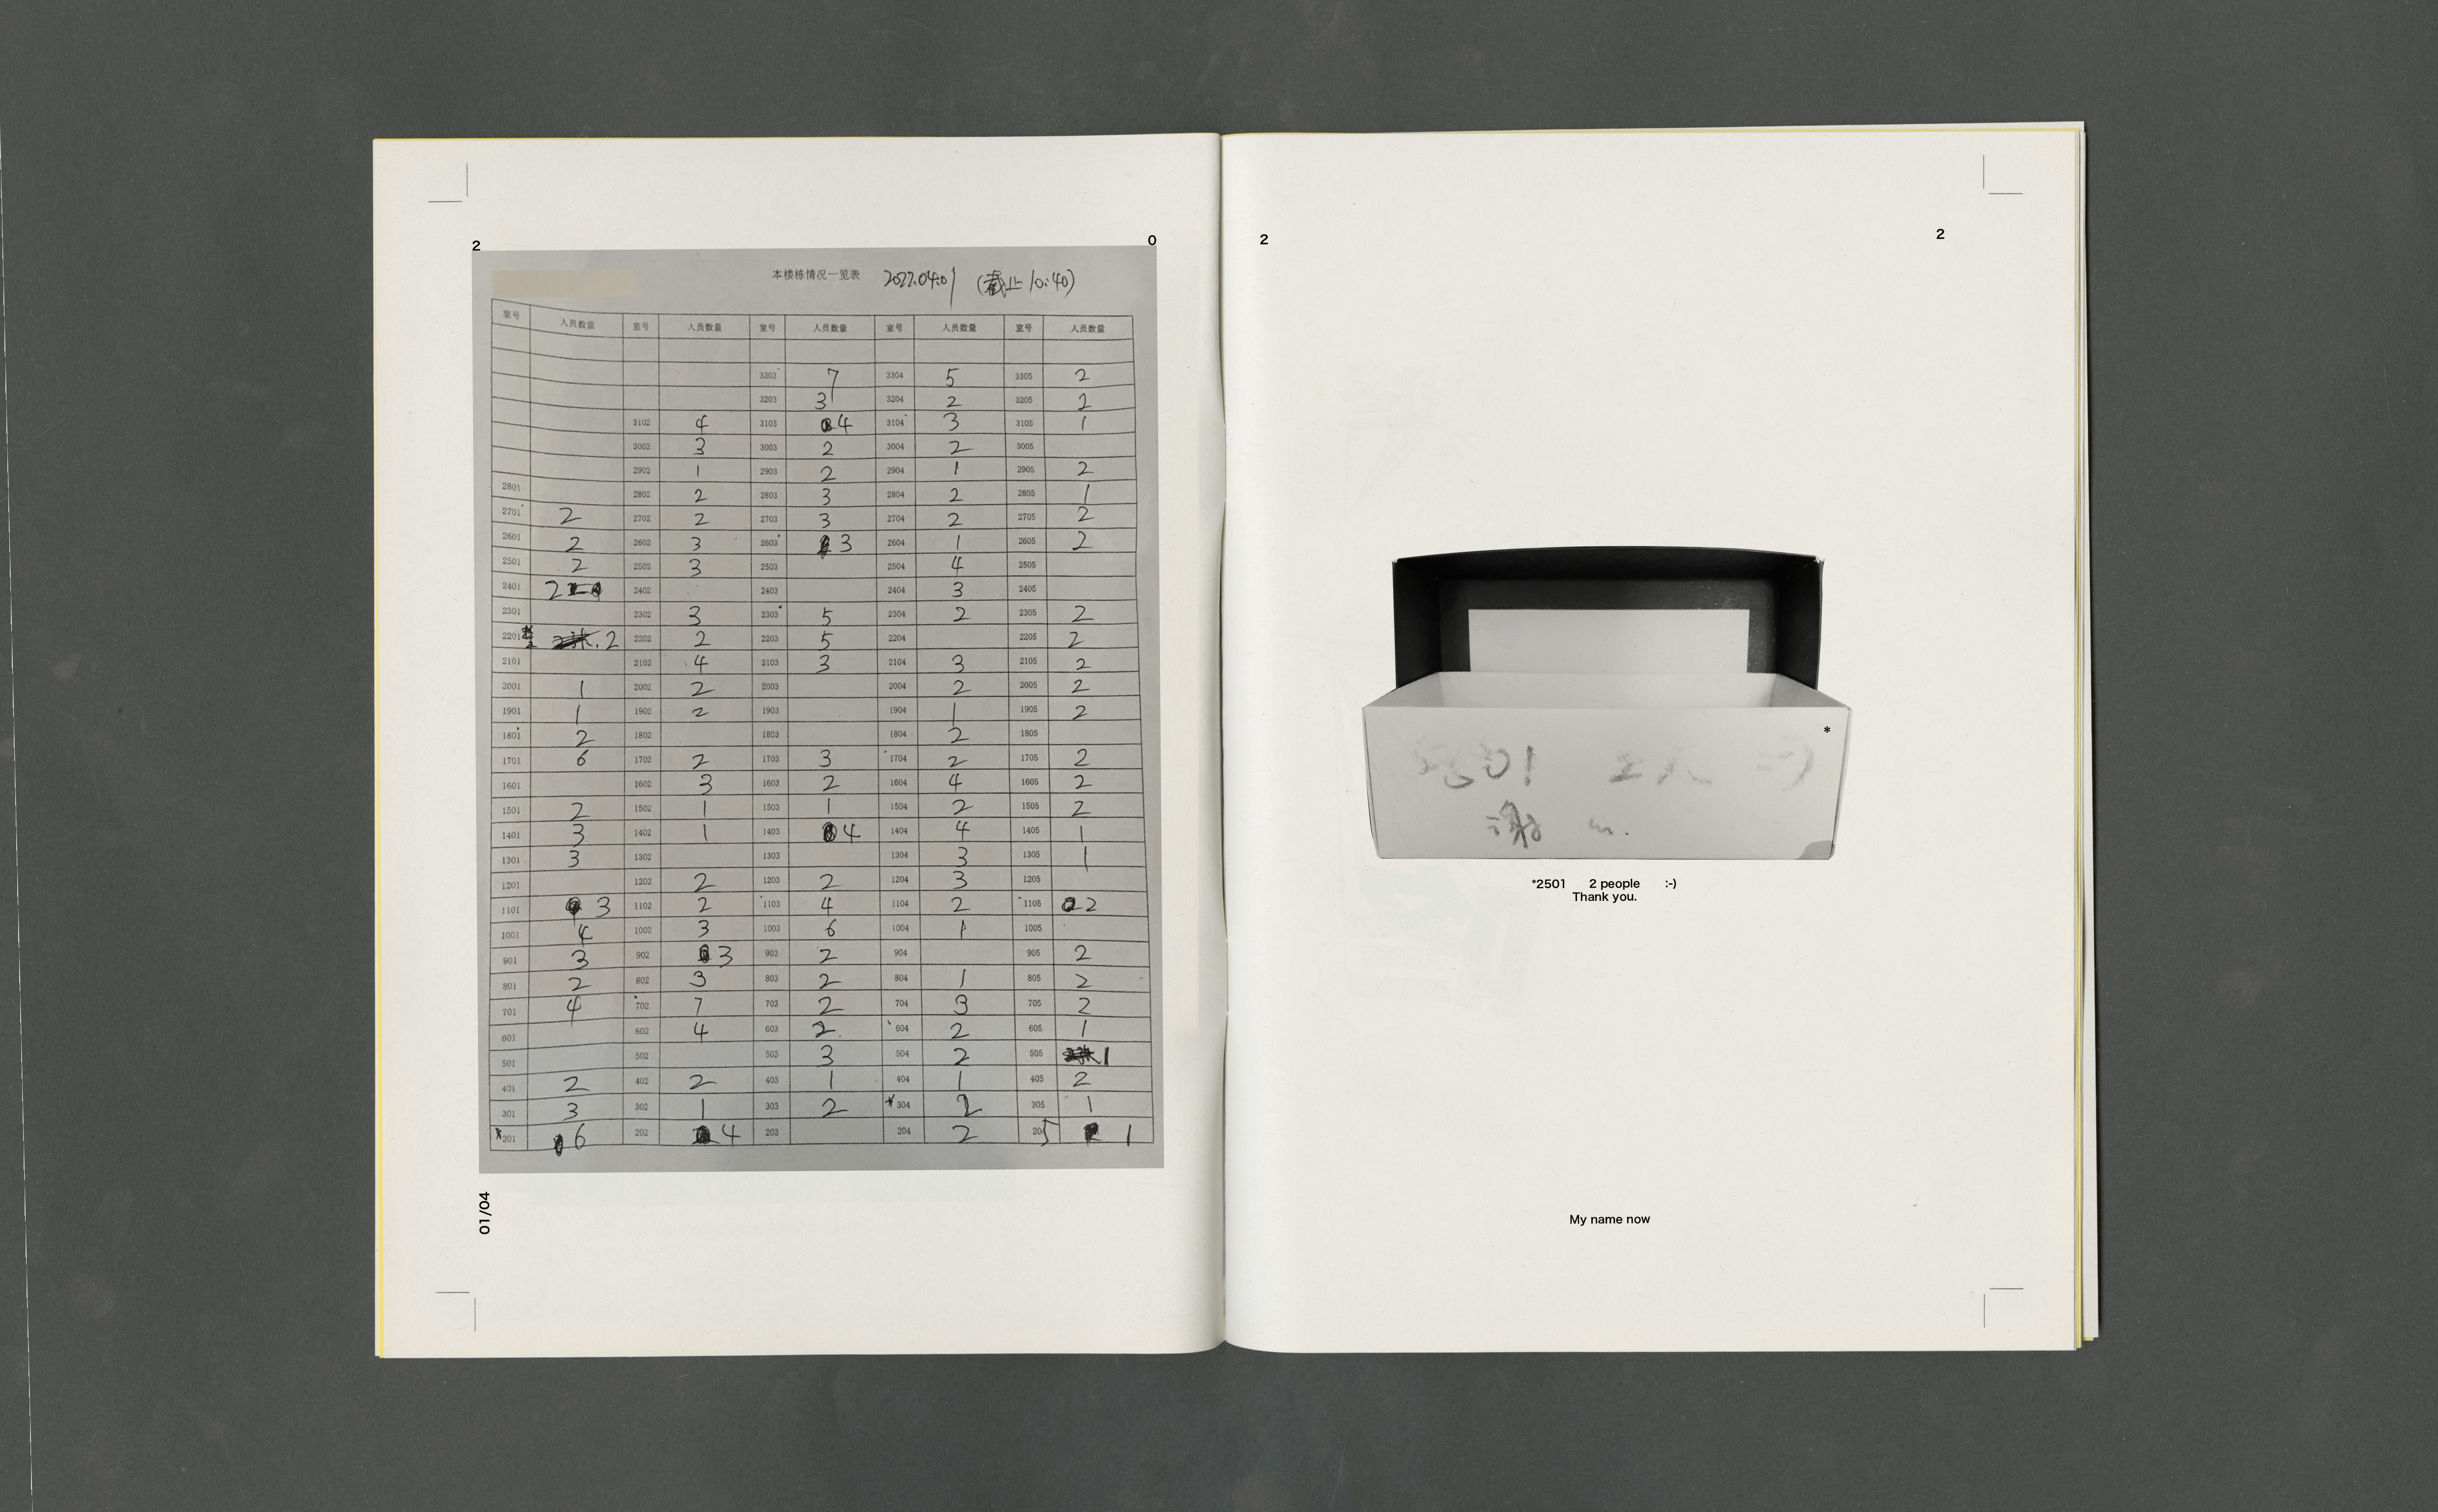 2 0 2 2
本楼栋情况一览表 2022.04.01 (截止10:40)
室号 人员数量 室号 人员数量 室号 人员数量 室号 人员数量 室号 人员数量
3303 7 3304 5 3305 2
3203 3 3204 2 3205 2
3102 4 3103 4 3104 3 3105 1
3002 3 3003 2 3004 2 3005
2902 1 2903 2 2904 1 2905 2
2801 2802 2 2803 3 2804 2 2805 1
2701 2 2702 2 2703 3 2704 2 2705 2
2601 2 2602 3 2603 3 2604 1 2605 2
2501 2 2502 3 2503 2504 4 2505
2401 2 2402 2403 2404 3 2405
2301 2302 3 2303 5 2304 2 2305 2
2201 2 2202 2 2203 5 2204 2205 2
2101 2102 4 2103 3 2104 3 2105 2
2001 1 2002 2 2003 2004 2 2005 2
1901 1 1902 2 1903 1904 1 1905 2
1801 2 1802 1803 1804 2 1805
1701 6 1702 2 1703 3 1704 2 1705 2
1601 1602 3 1603 2 1604 4 1605 2
1501 2 1502 1 1503 1 1504 2 1505 2
1401 3 1402 1 1403 4 1404 4 1405 1
1301 3 1302 1303 1304 3 1305 1
1201 1202 2 1203 2 1204 3 1205
1101 3 1102 2 1103 4 1104 2 1105 2
1001 4 1002 3 1003 6 1004 1 1005
901 3 902 3 903 2 904 905 2
801 2 802 3 803 2 804 1 805 2
701 4 702 7 703 2 704 3 705 2
601 602 4 603 2 604 2 605 1
501 502 503 3 504 2 505 1
401 2 402 2 403 1 404 1 405 2
301 3 302 1 303 2 304 2 305 1
201 6 202 4 203 204 2 205 1
01/04
*
*2501 2 people :-)
Thank you.
My name now